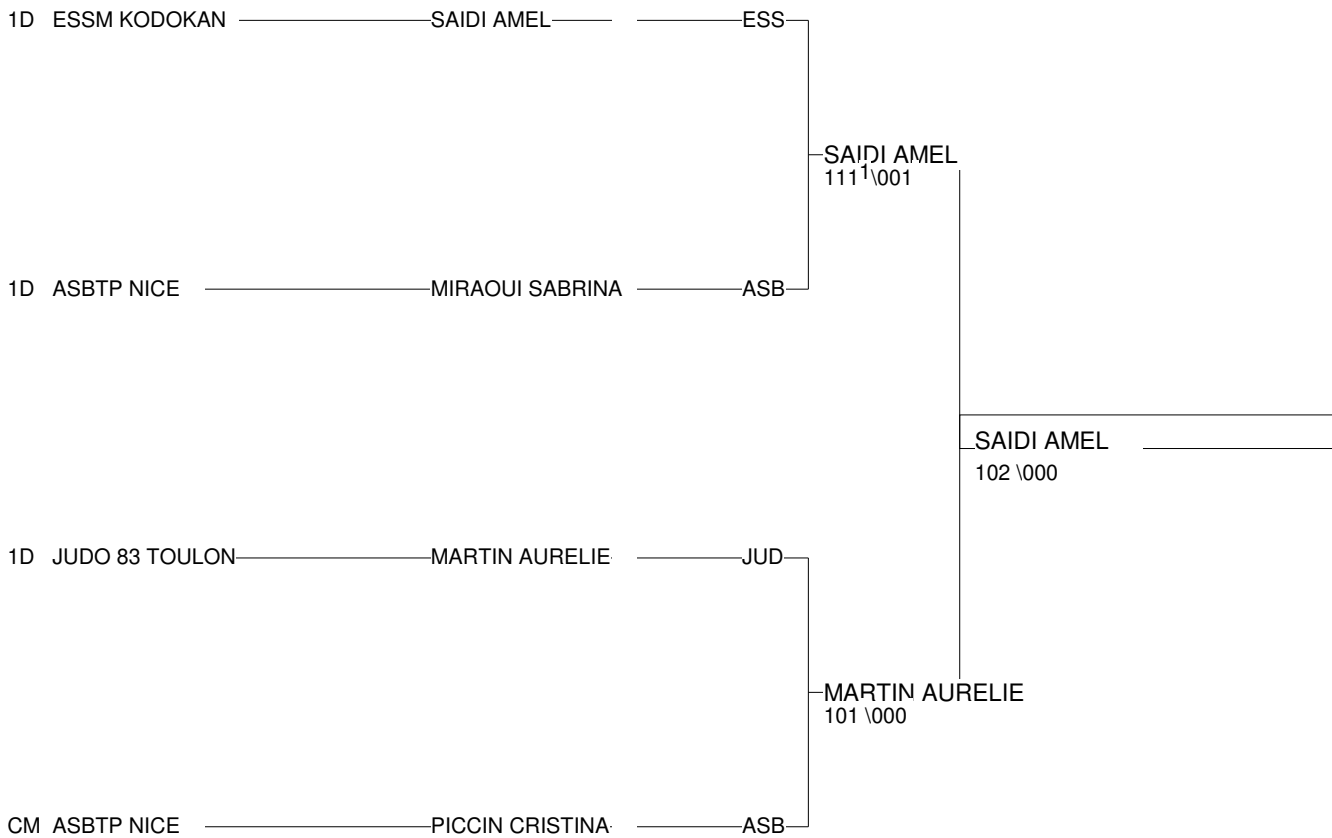 1D ESSM KODOKAN SAIDI AMEL ESS
SAIDI AMEL
111 1\001
1D ASBTP NICE MIRAOUI SABRINA ASB
SAIDI AMEL
102 \000
1D JUDO 83 TOULON MARTIN AURELIE JUD
MARTIN AURELIE
101 \000
CM ASBTP NICE PICCIN CRISTINA ASB